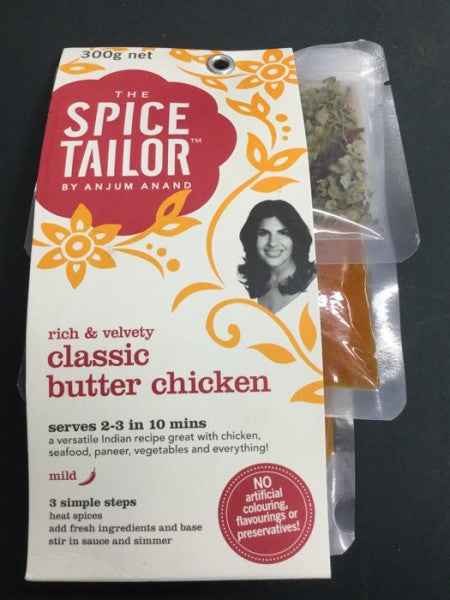 300g net
THE
SPICE
TAILOR™
BY ANJUM ANAND
rich & velvety
classic
butter chicken
serves 2-3 in 10 mins
a versatile Indian recipe great with chicken,
seafood, paneer, vegetables and everything!
mild
3 simple steps
heat spices
add fresh ingredients and base
stir in sauce and simmer
NO
artificial
colouring,
flavourings or
preservatives!